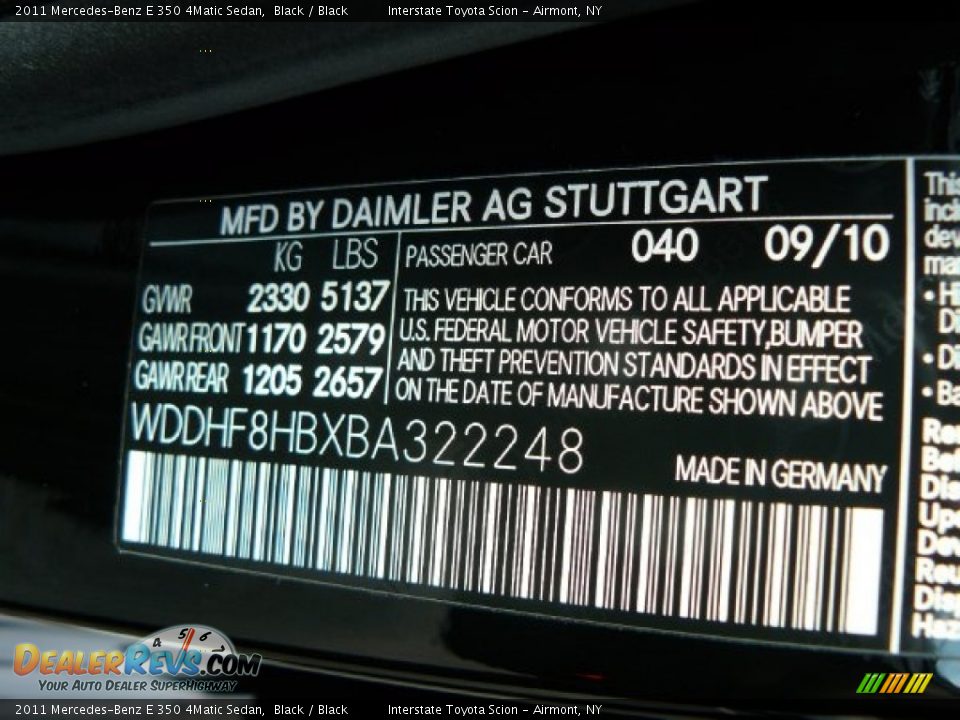 2011 Mercedes-Benz E 350 4Matic Sedan, Black / Black Interstate Toyota Scion - Airmont, NY
MFD BY DAIMLER AG STUTTGART
KG LBS PASSENGER CAR 040 09/10
GVWR 2330 5137
GAWR FRONT 1170 2579
GAWR REAR 1205 2657
THIS VEHICLE CONFORMS TO ALL APPLICABLE
U.S. FEDERAL MOTOR VEHICLE SAFETY, BUMPER
AND THEFT PREVENTION STANDARDS IN EFFECT
ON THE DATE OF MANUFACTURE SHOWN ABOVE
WDDHF8HBXBA322248
MADE IN GERMANY
This
4 5 6
DEALERREVS.COM
YOUR AUTO DEALER SUPERHIGHWAY
2011 Mercedes-Benz E 350 4Matic Sedan, Black / Black Interstate Toyota Scion - Airmont, NY